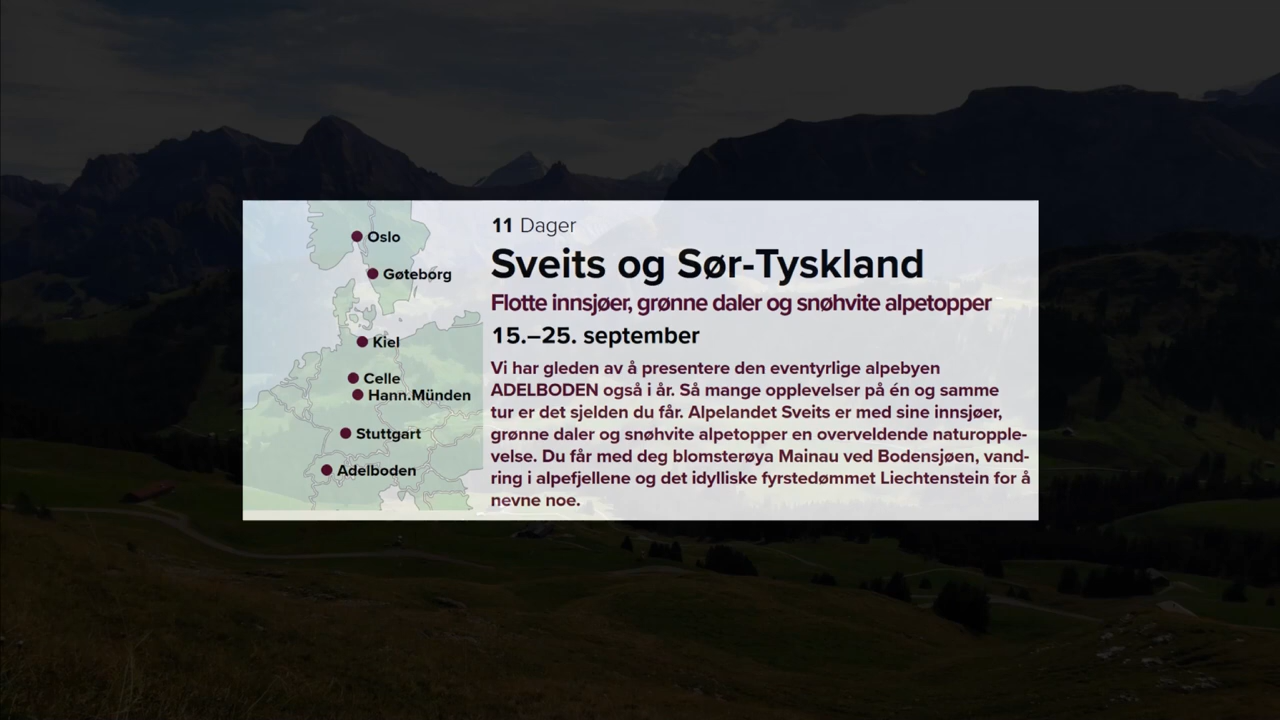 Oslo
Gøteborg
Kiel
Celle
Hann.Münden
Stuttgart
Adelboden
11 Dager
Sveits og Sør-Tyskland
Flotte innsjøer, grønne daler og snøhvite alpetopper
15.–25. september
Vi har gleden av å presentere den eventyrlige alpebyen
ADELBODEN også i år. Så mange opplevelser på én og samme
tur er det sjelden du får. Alpelandet Sveits er med sine innsjøer,
grønne daler og snøhvite alpetopper en overveldende naturopple-
velse. Du får med deg blomsterøya Mainau ved Bodensjøen, vand-
ring i alpefjellene og det idylliske fyrstedømmet Liechtenstein for å
nevne noe.